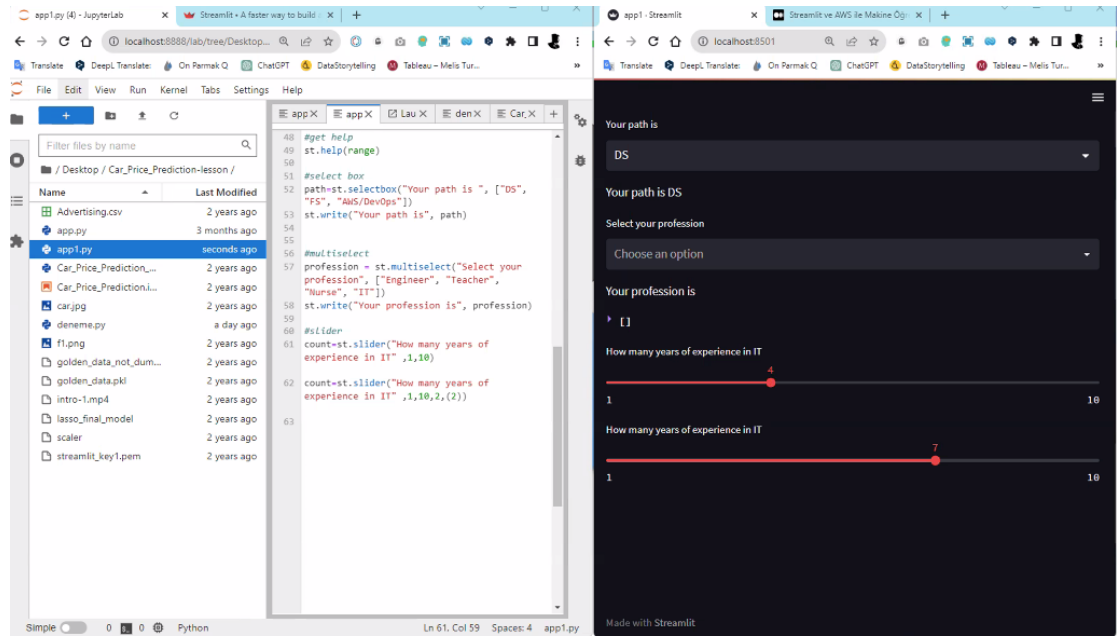 app1.py (4) - JupyterLab
Streamlit • A faster way to build
localhost:8888/lab/tree/Desktop...
Translate DeepL Translate: On Parmak Q ChatGPT DataStorytelling Tableau – Melis Tur... »
File Edit View Run Kernel Tabs Settings Help
Filter files by name
/ Desktop / Car_Price_Prediction-lesson /
Name Last Modified
Advertising.csv 2 years ago
app.py 3 months ago
app1.py seconds ago
Car_Price_Prediction_... 2 years ago
Car_Price_Prediction.i... 2 years ago
car.jpg 2 years ago
deneme.py a day ago
f1.png 2 years ago
golden_data_not_dum... 2 years ago
golden_data.pkl 2 years ago
intro-1.mp4 2 years ago
lasso_final_model 2 years ago
scaler 2 years ago
streamlit_key1.pem 2 years ago
app app Lau den Car.
48 #get help
49 st.help(range)
50
51 #select box
52 path=st.selectbox("Your path is ", ["DS",
"FS", "AWS/DevOps"])
53 st.write("Your path is", path)
54
55
56 #multiselect
57 profession = st.multiselect("Select your
profession", ["Engineer", "Teacher",
"Nurse", "IT"])
58 st.write("Your profession is", profession)
59
60 #slider
61 count=st.slider("How many years of
experience in IT" ,1,10)
62 count=st.slider("How many years of
experience in IT" ,1,10,2,(2))
63
Simple 0 0 Python
Ln 61, Col 59 Spaces: 4 app1.py
app1 · Streamlit
Streamlit ve AWS ile Makine Öğr
localhost:8501
Translate DeepL Translate: On Parmak Q ChatGPT DataStorytelling Tableau – Melis Tur... »
Your path is
DS
Your path is DS
Select your profession
Choose an option
Your profession is
[]
How many years of experience in IT
4
1 10
How many years of experience in IT
7
1 10
Made with Streamlit